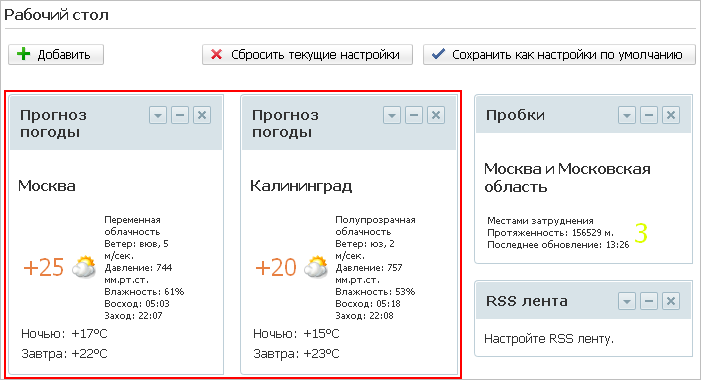 Рабочий стол
Добавить
Сбросить текущие настройки
Сохранить как настройки по умолчанию
Прогноз
погоды
Москва
+25
Переменная
облачность
Ветер: вюв, 5
м/сек.
Давление: 744
мм.рт.ст.
Влажность: 61%
Восход: 05:03
Заход: 22:07
Ночью: +17°C
Завтра: +22°C
Прогноз
погоды
Калининград
+20
Полупрозрачная
облачность
Ветер: юз, 2
м/сек.
Давление: 757
мм.рт.ст.
Влажность: 53%
Восход: 05:18
Заход: 22:08
Ночью: +15°C
Завтра: +23°C
Пробки
Москва и Московская
область
Местами затруднения
Протяженность: 156529 м.
Последнее обновление: 13:26
3
RSS лента
Настройте RSS ленту.